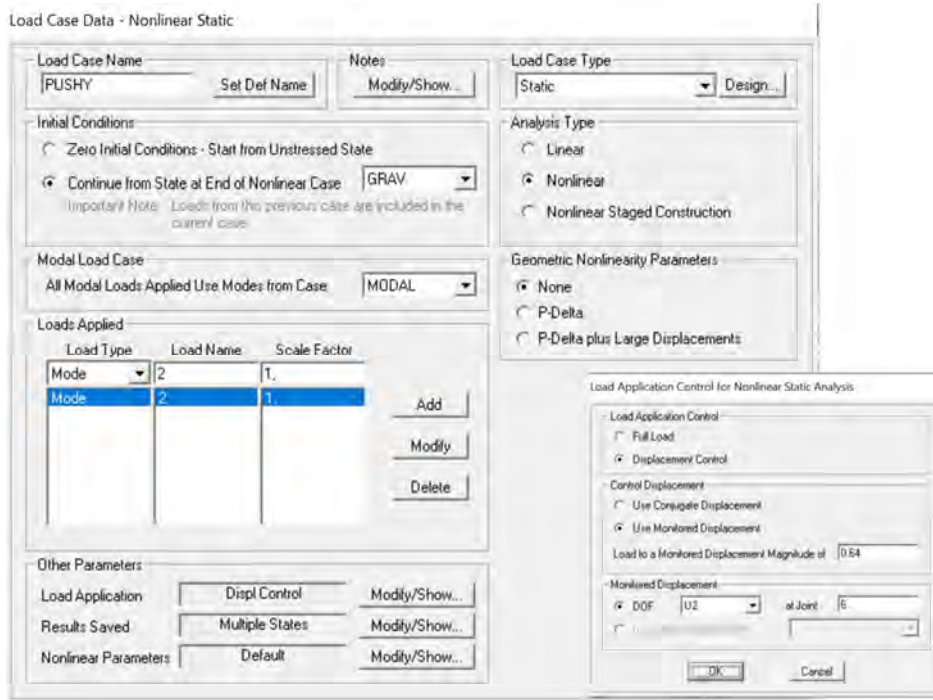 Load Case Data - Nonlinear Static
Load Case Name
PUSHY
Set Def Name
Notes
Modify/Show...
Load Case Type
Static
Design...
Initial Conditions
Zero Initial Conditions - Start from Unstressed State
Continue from State at End of Nonlinear Case
GRAV
Important Note: Loads from this previous case are included in the
current case
Analysis Type
Linear
Nonlinear
Nonlinear Staged Construction
Modal Load Case
All Modal Loads Applied Use Modes from Case
MODAL
Geometric Nonlinearity Parameters
None
P-Delta
P-Delta plus Large Displacements
Loads Applied
Load Type Load Name Scale Factor
Mode 2 1,
Mode 2 1,
Add
Modify
Delete
Other Parameters
Load Application Displ Control Modify/Show...
Results Saved Multiple States Modify/Show...
Nonlinear Parameters Default Modify/Show...
Load Application Control for Nonlinear Static Analysis
Load Application Control
Full Load
Displacement Control
Control Displacement
Use Conjugate Displacement
Use Monitored Displacement
Load to a Monitored Displacement Magnitude of 0.64
Monitored Displacement
DOF U2 at Joint 6
OK Cancel